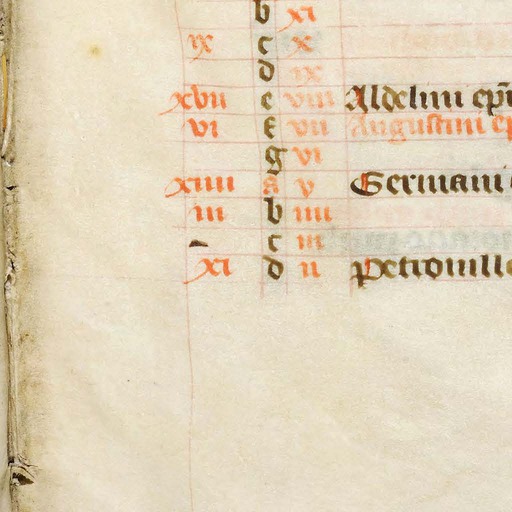 b xi
ix c x
d ix
xvii e viii Aldelmi ep̄i
vi f vii Augustini ep
g vi
xiiii a v Germani
iii b iiii
c iii
xi d ii Petronille